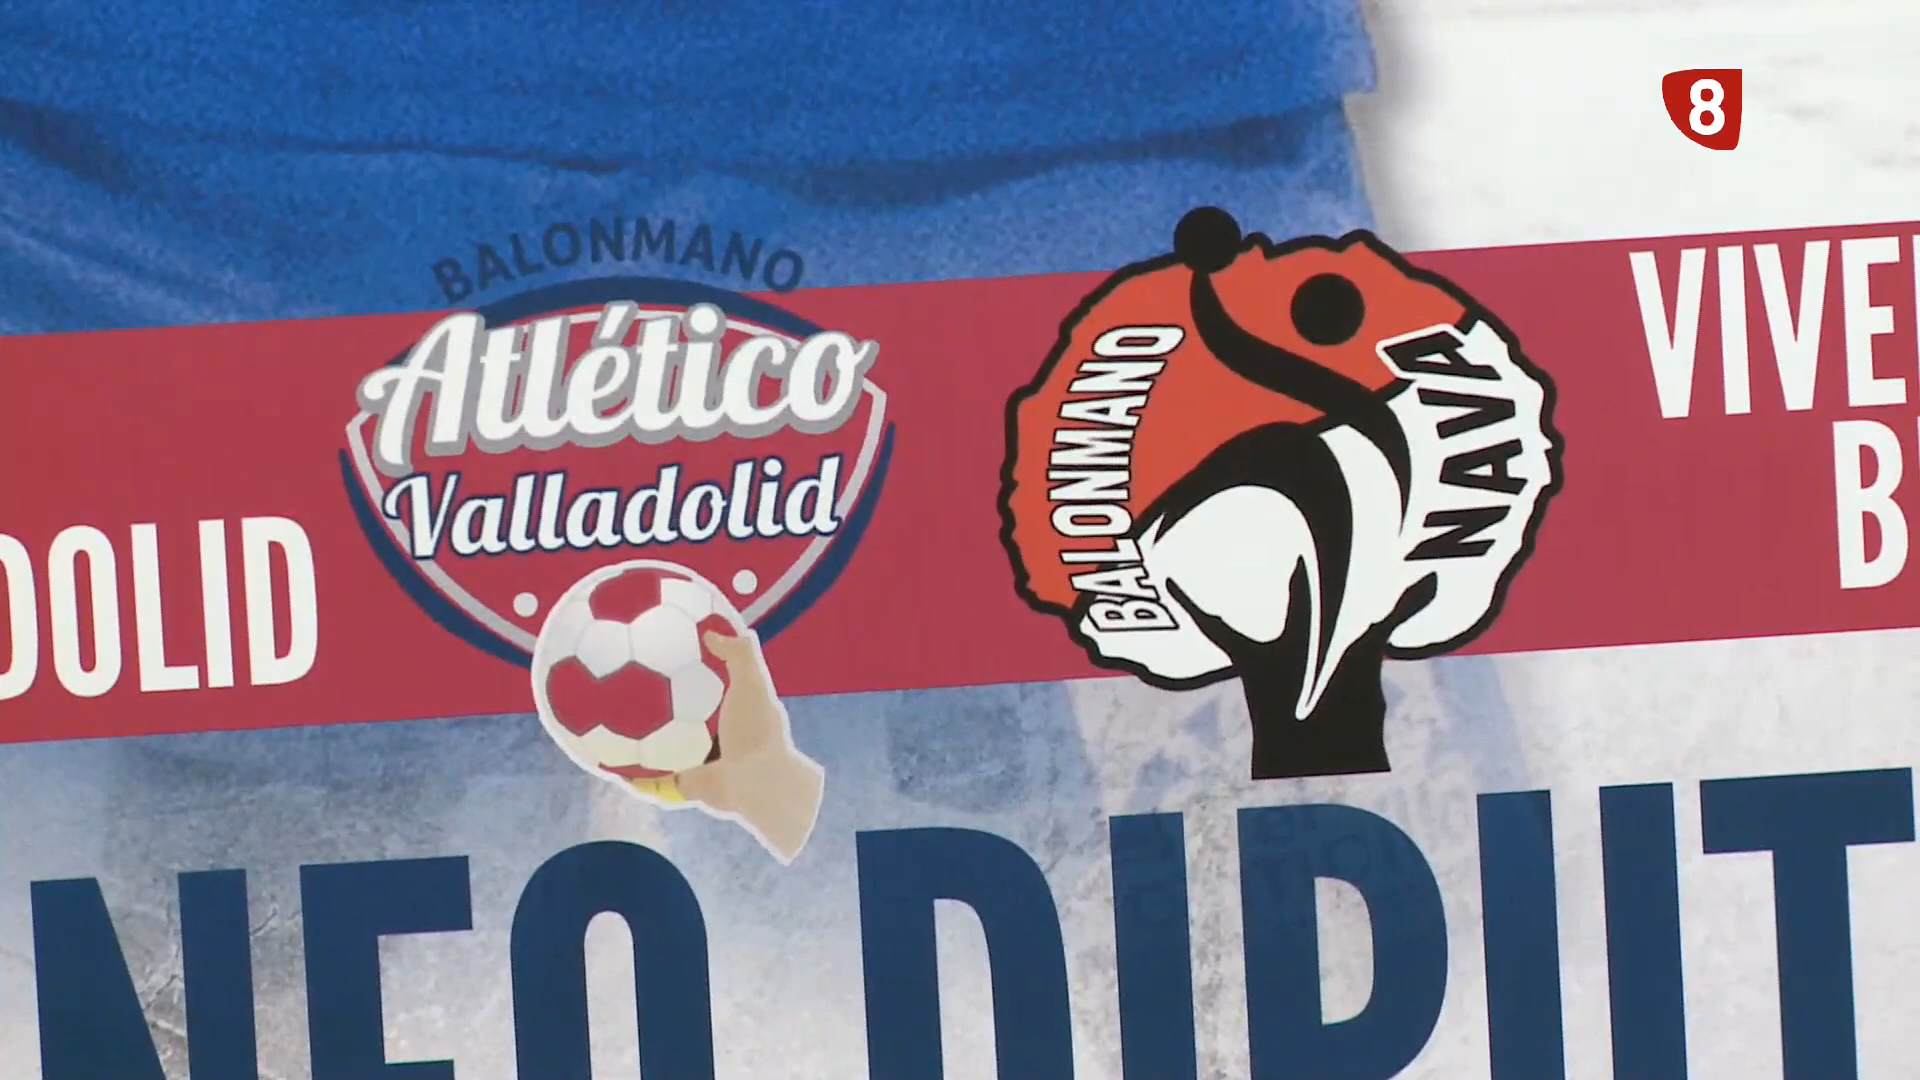 8
BALONMANO
Atlético
Valladolid
BALONMANO
NAVA
DOLID
VIVE
B
NEO DIPUT